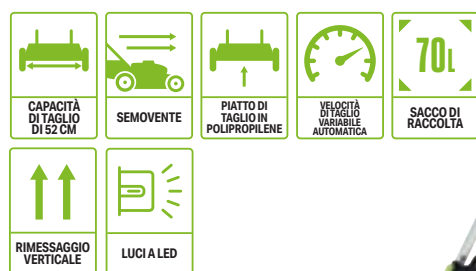 70L
CAPACITÀ
DI TAGLIO
DI 52 CM
SEMOVENTE
PIATTO DI
TAGLIO IN
POLIPROPILENE
VELOCITÀ
DI TAGLIO
VARIABILE
AUTOMATICA
SACCO DI
RACCOLTA
RIMESSAGGIO
VERTICALE
LUCI A LED